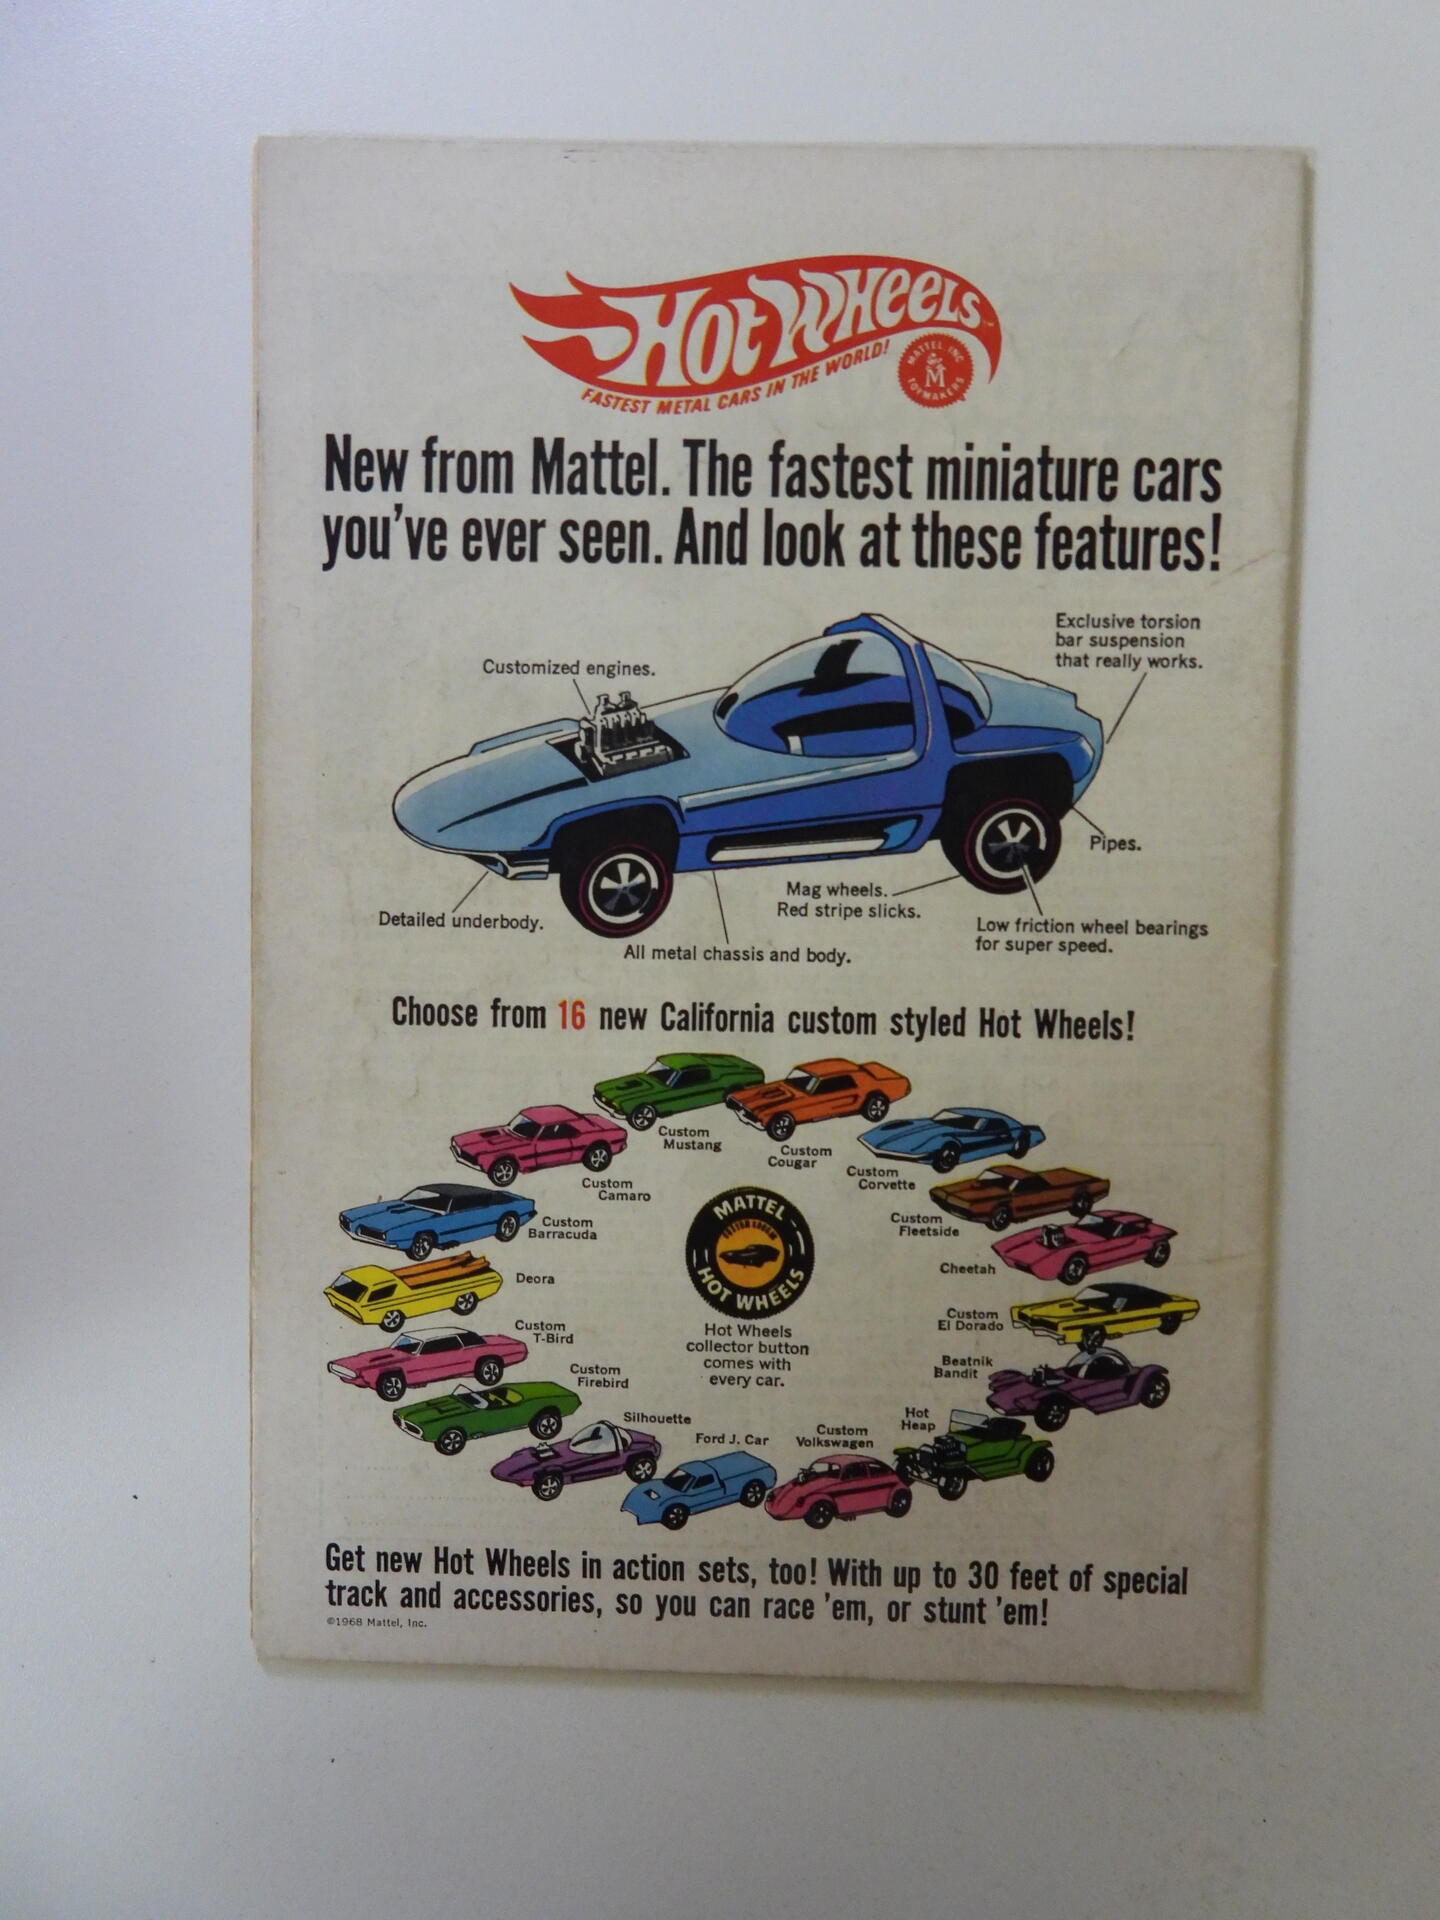 HOT WHEELS
FASTEST METAL CARS IN THE WORLD!
MATTEL, INC.
M
TOYMAKERS
New from Mattel. The fastest miniature cars
you've ever seen. And look at these features!
Exclusive torsion
bar suspension
that really works.
Customized engines.
Pipes.
Mag wheels.
Red stripe slicks.
Detailed underbody.
Low friction wheel bearings
for super speed.
All metal chassis and body.
Choose from 16 new California custom styled Hot Wheels!
Custom
Mustang
Custom
Cougar
Custom
Camaro
Custom
Corvette
Custom
Barracuda
Custom
Fleetside
Deora
Cheetah
Custom
T-Bird
Custom
El Dorado
Custom
Firebird
Beatnik
Bandit
Silhouette
Ford J. Car
Custom
Volkswagen
Hot
Heap
MATTEL
HOT WHEELS
Hot Wheels
collector button
comes with
every car.
Get new Hot Wheels in action sets, too! With up to 30 feet of special
track and accessories, so you can race 'em, or stunt 'em!
©1968 Mattel, Inc.